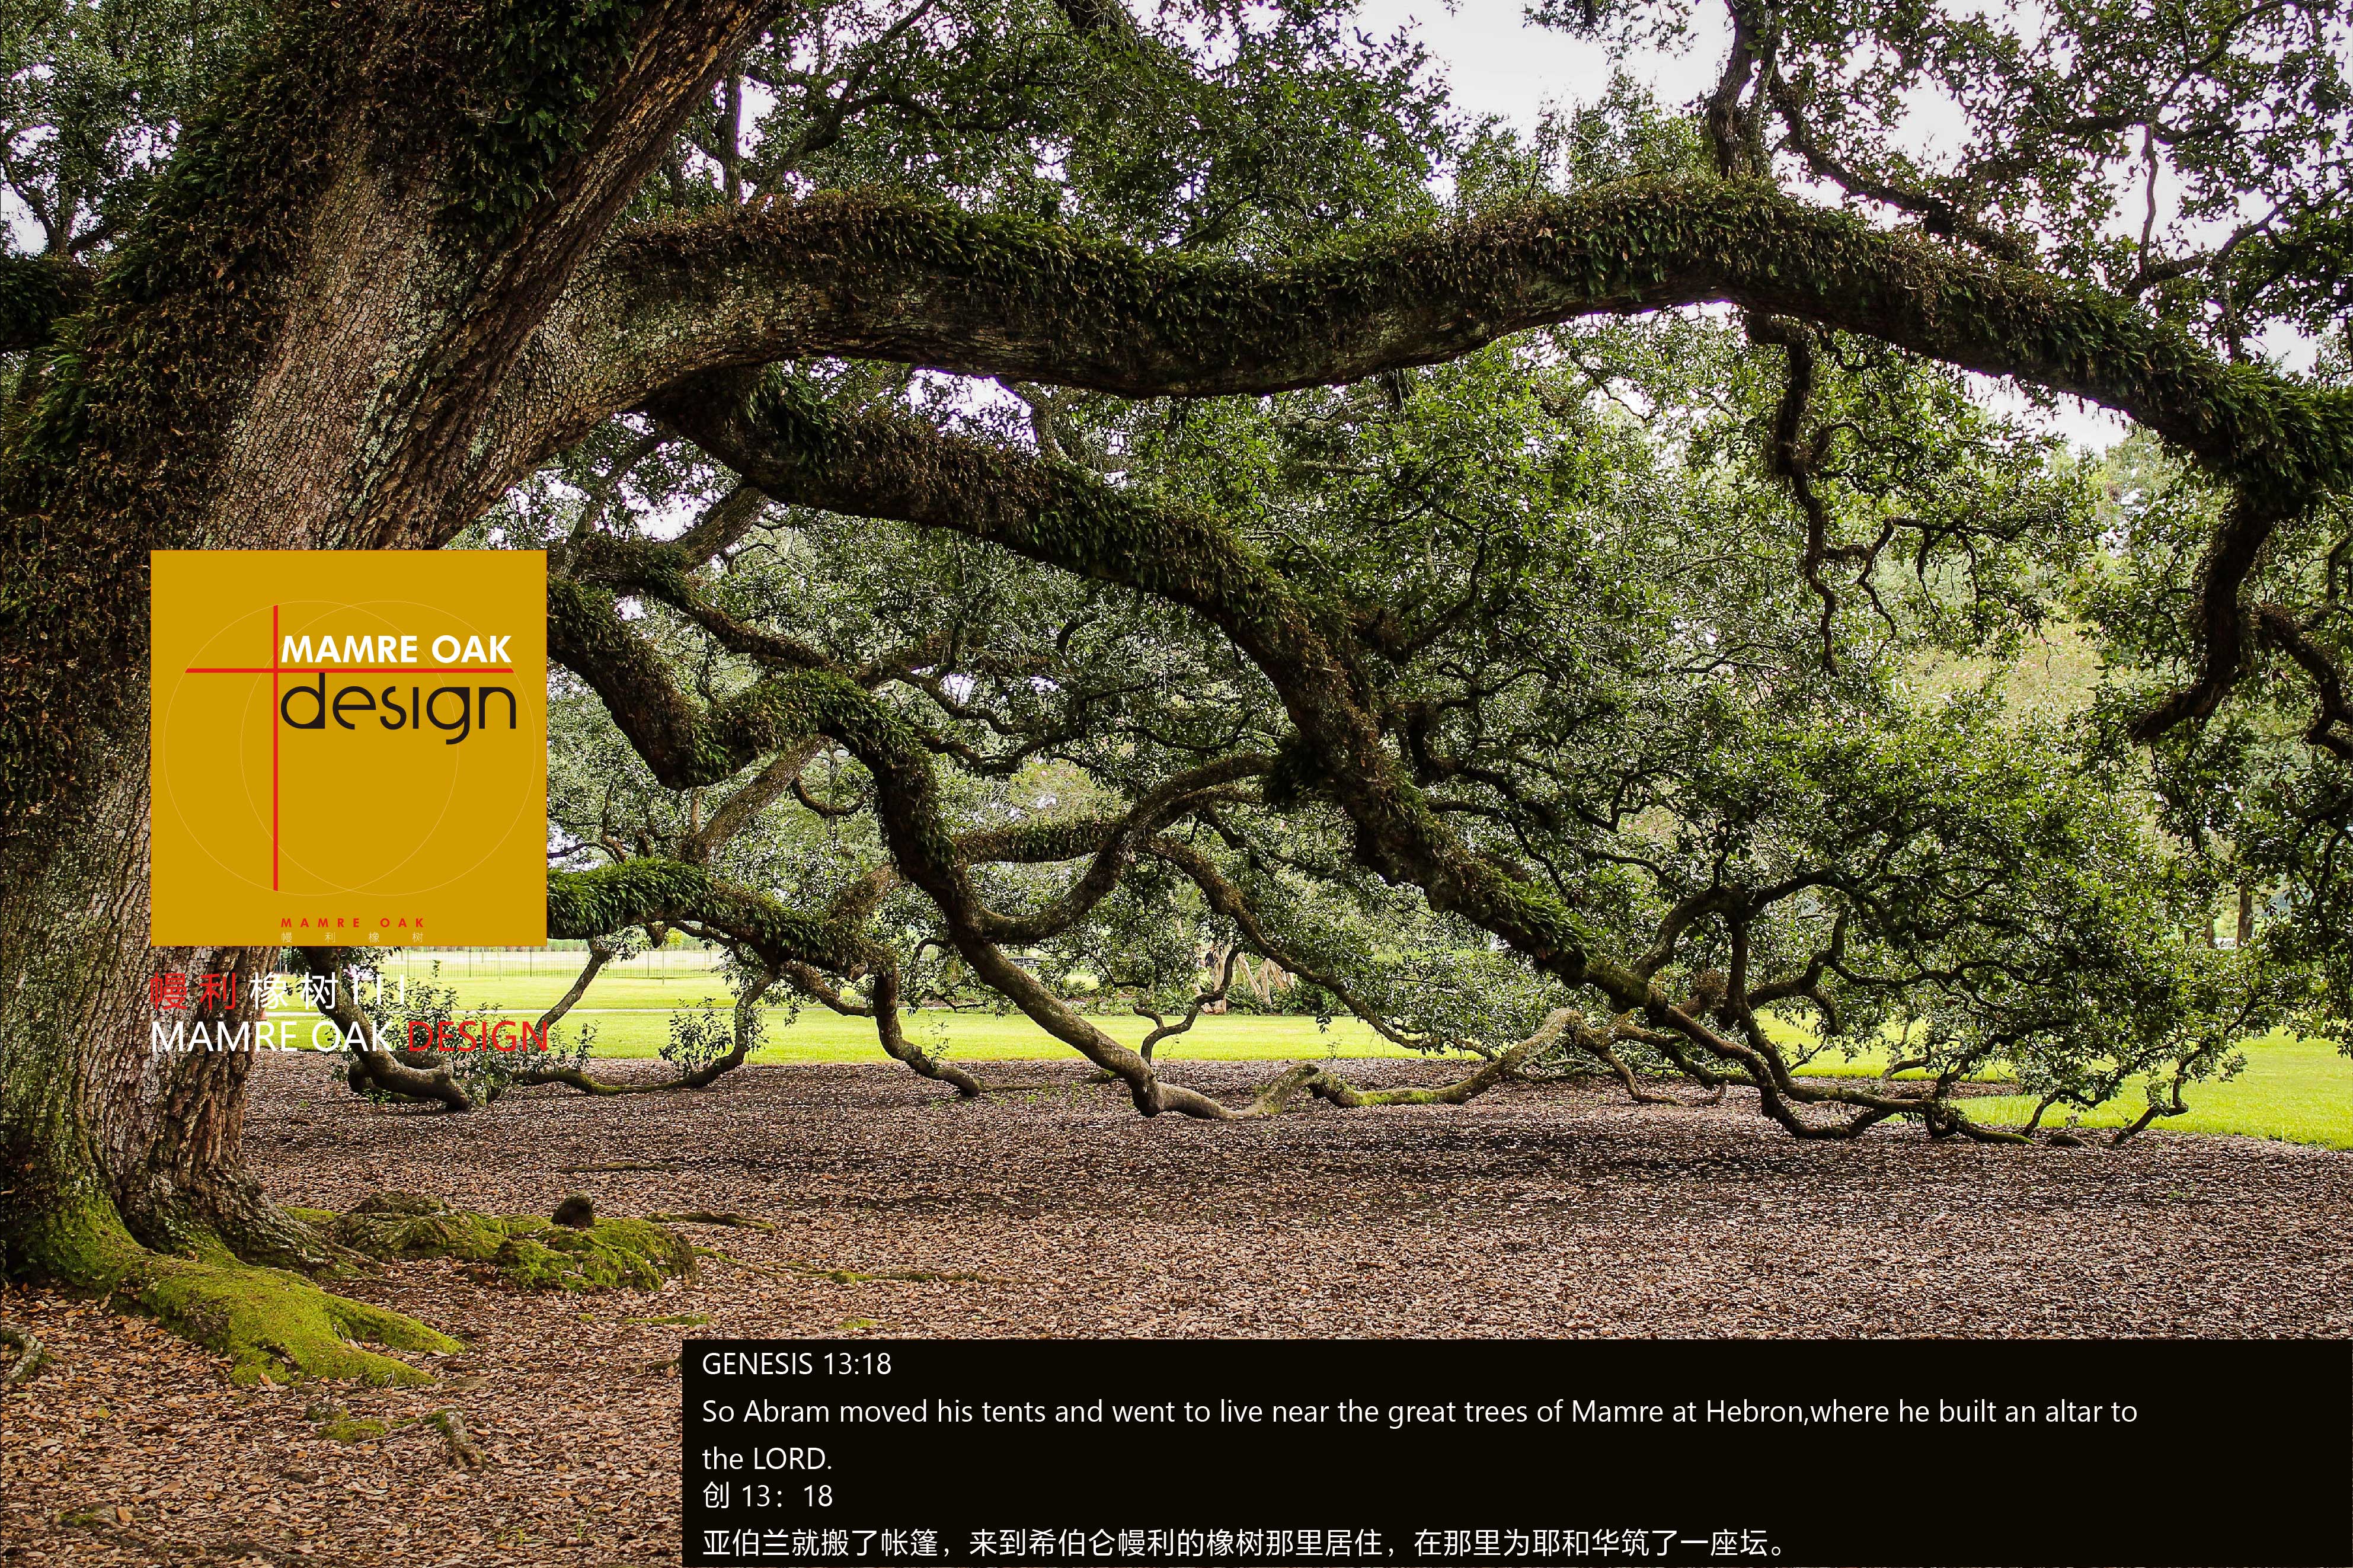 MAMRE OAK
design
MAMRE OAK
幔利橡树
幔利橡树
MAMRE OAK DESIGN
GENESIS 13:18
So Abram moved his tents and went to live near the great trees of Mamre at Hebron,where he built an altar to
the LORD.
创 13：18
亚伯兰就搬了帐篷，来到希伯仑幔利的橡树那里居住，在那里为耶和华筑了一座坛。